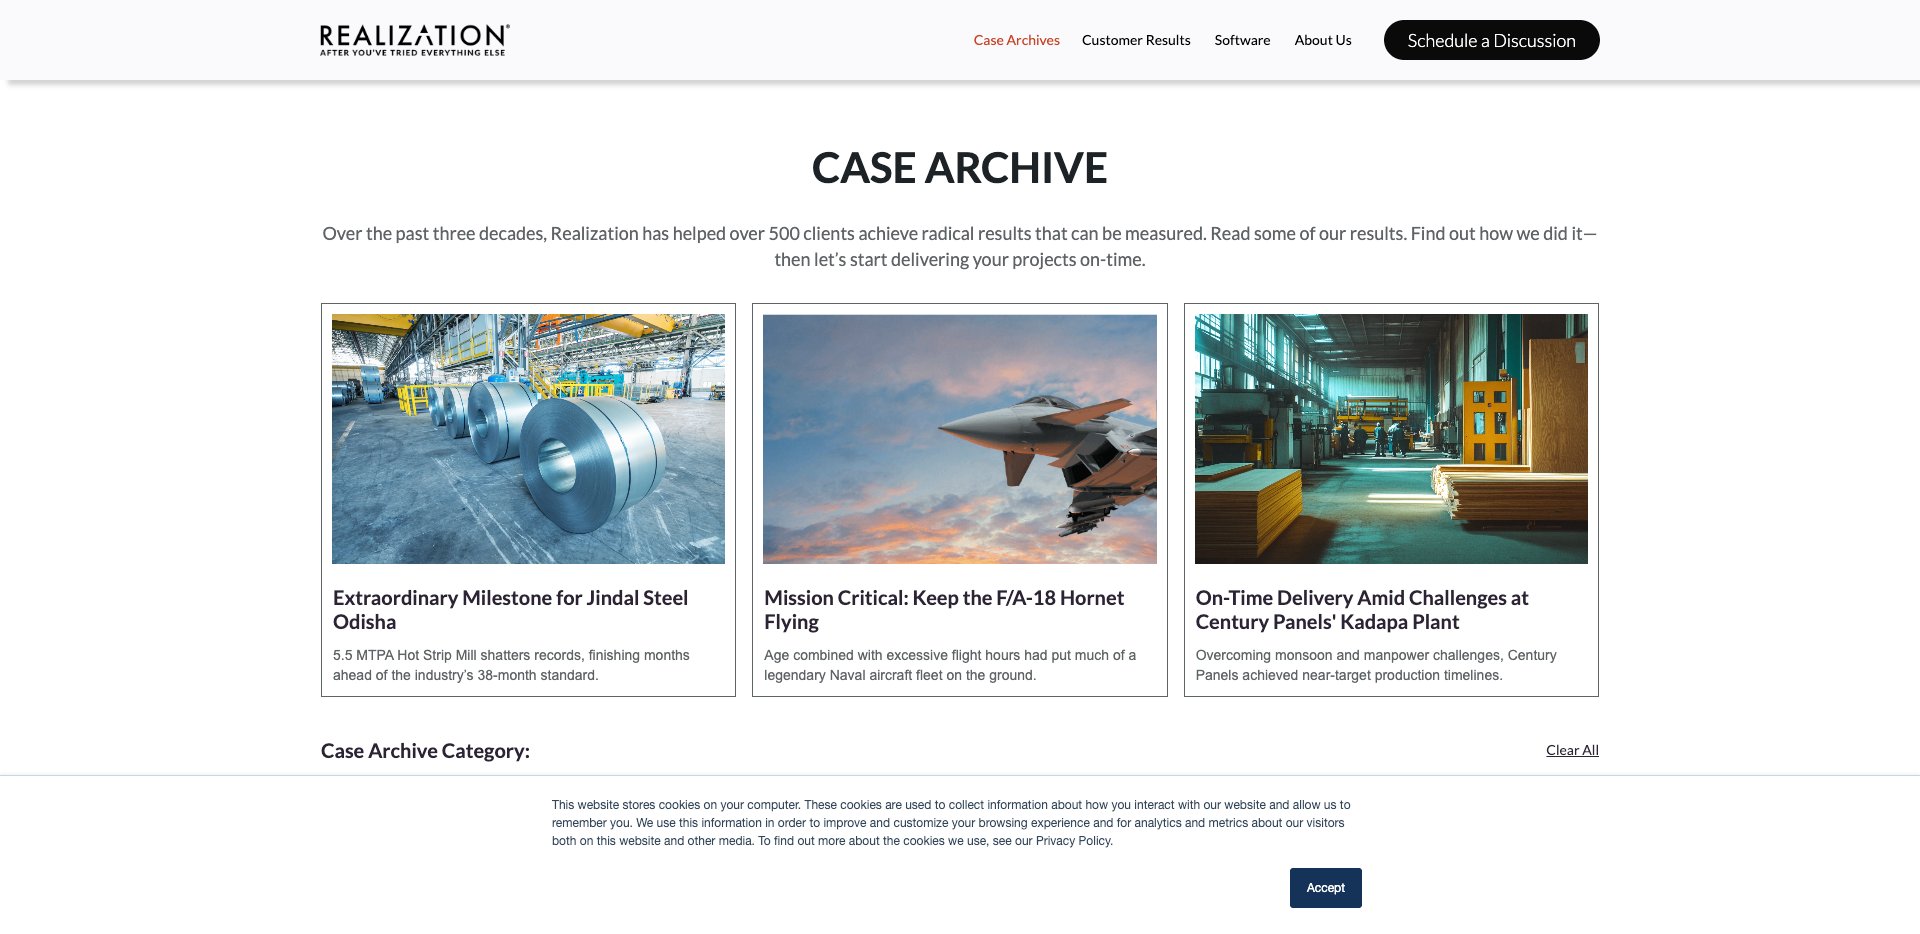 REALIZATION®
AFTER YOU'VE TRIED EVERYTHING ELSE
Case Archives
Customer Results
Software
About Us
Schedule a Discussion
CASE ARCHIVE
Over the past three decades, Realization has helped over 500 clients achieve radical results that can be measured. Read some of our results. Find out how we did it—
then let’s start delivering your projects on-time.
Extraordinary Milestone for Jindal Steel
Odisha
5.5 MTPA Hot Strip Mill shatters records, finishing months
ahead of the industry’s 38-month standard.
Mission Critical: Keep the F/A-18 Hornet
Flying
Age combined with excessive flight hours had put much of a
legendary Naval aircraft fleet on the ground.
On-Time Delivery Amid Challenges at
Century Panels' Kadapa Plant
Overcoming monsoon and manpower challenges, Century
Panels achieved near-target production timelines.
Case Archive Category:
Clear All
This website stores cookies on your computer. These cookies are used to collect information about how you interact with our website and allow us to
remember you. We use this information in order to improve and customize your browsing experience and for analytics and metrics about our visitors
both on this website and other media. To find out more about the cookies we use, see our Privacy Policy.
Accept